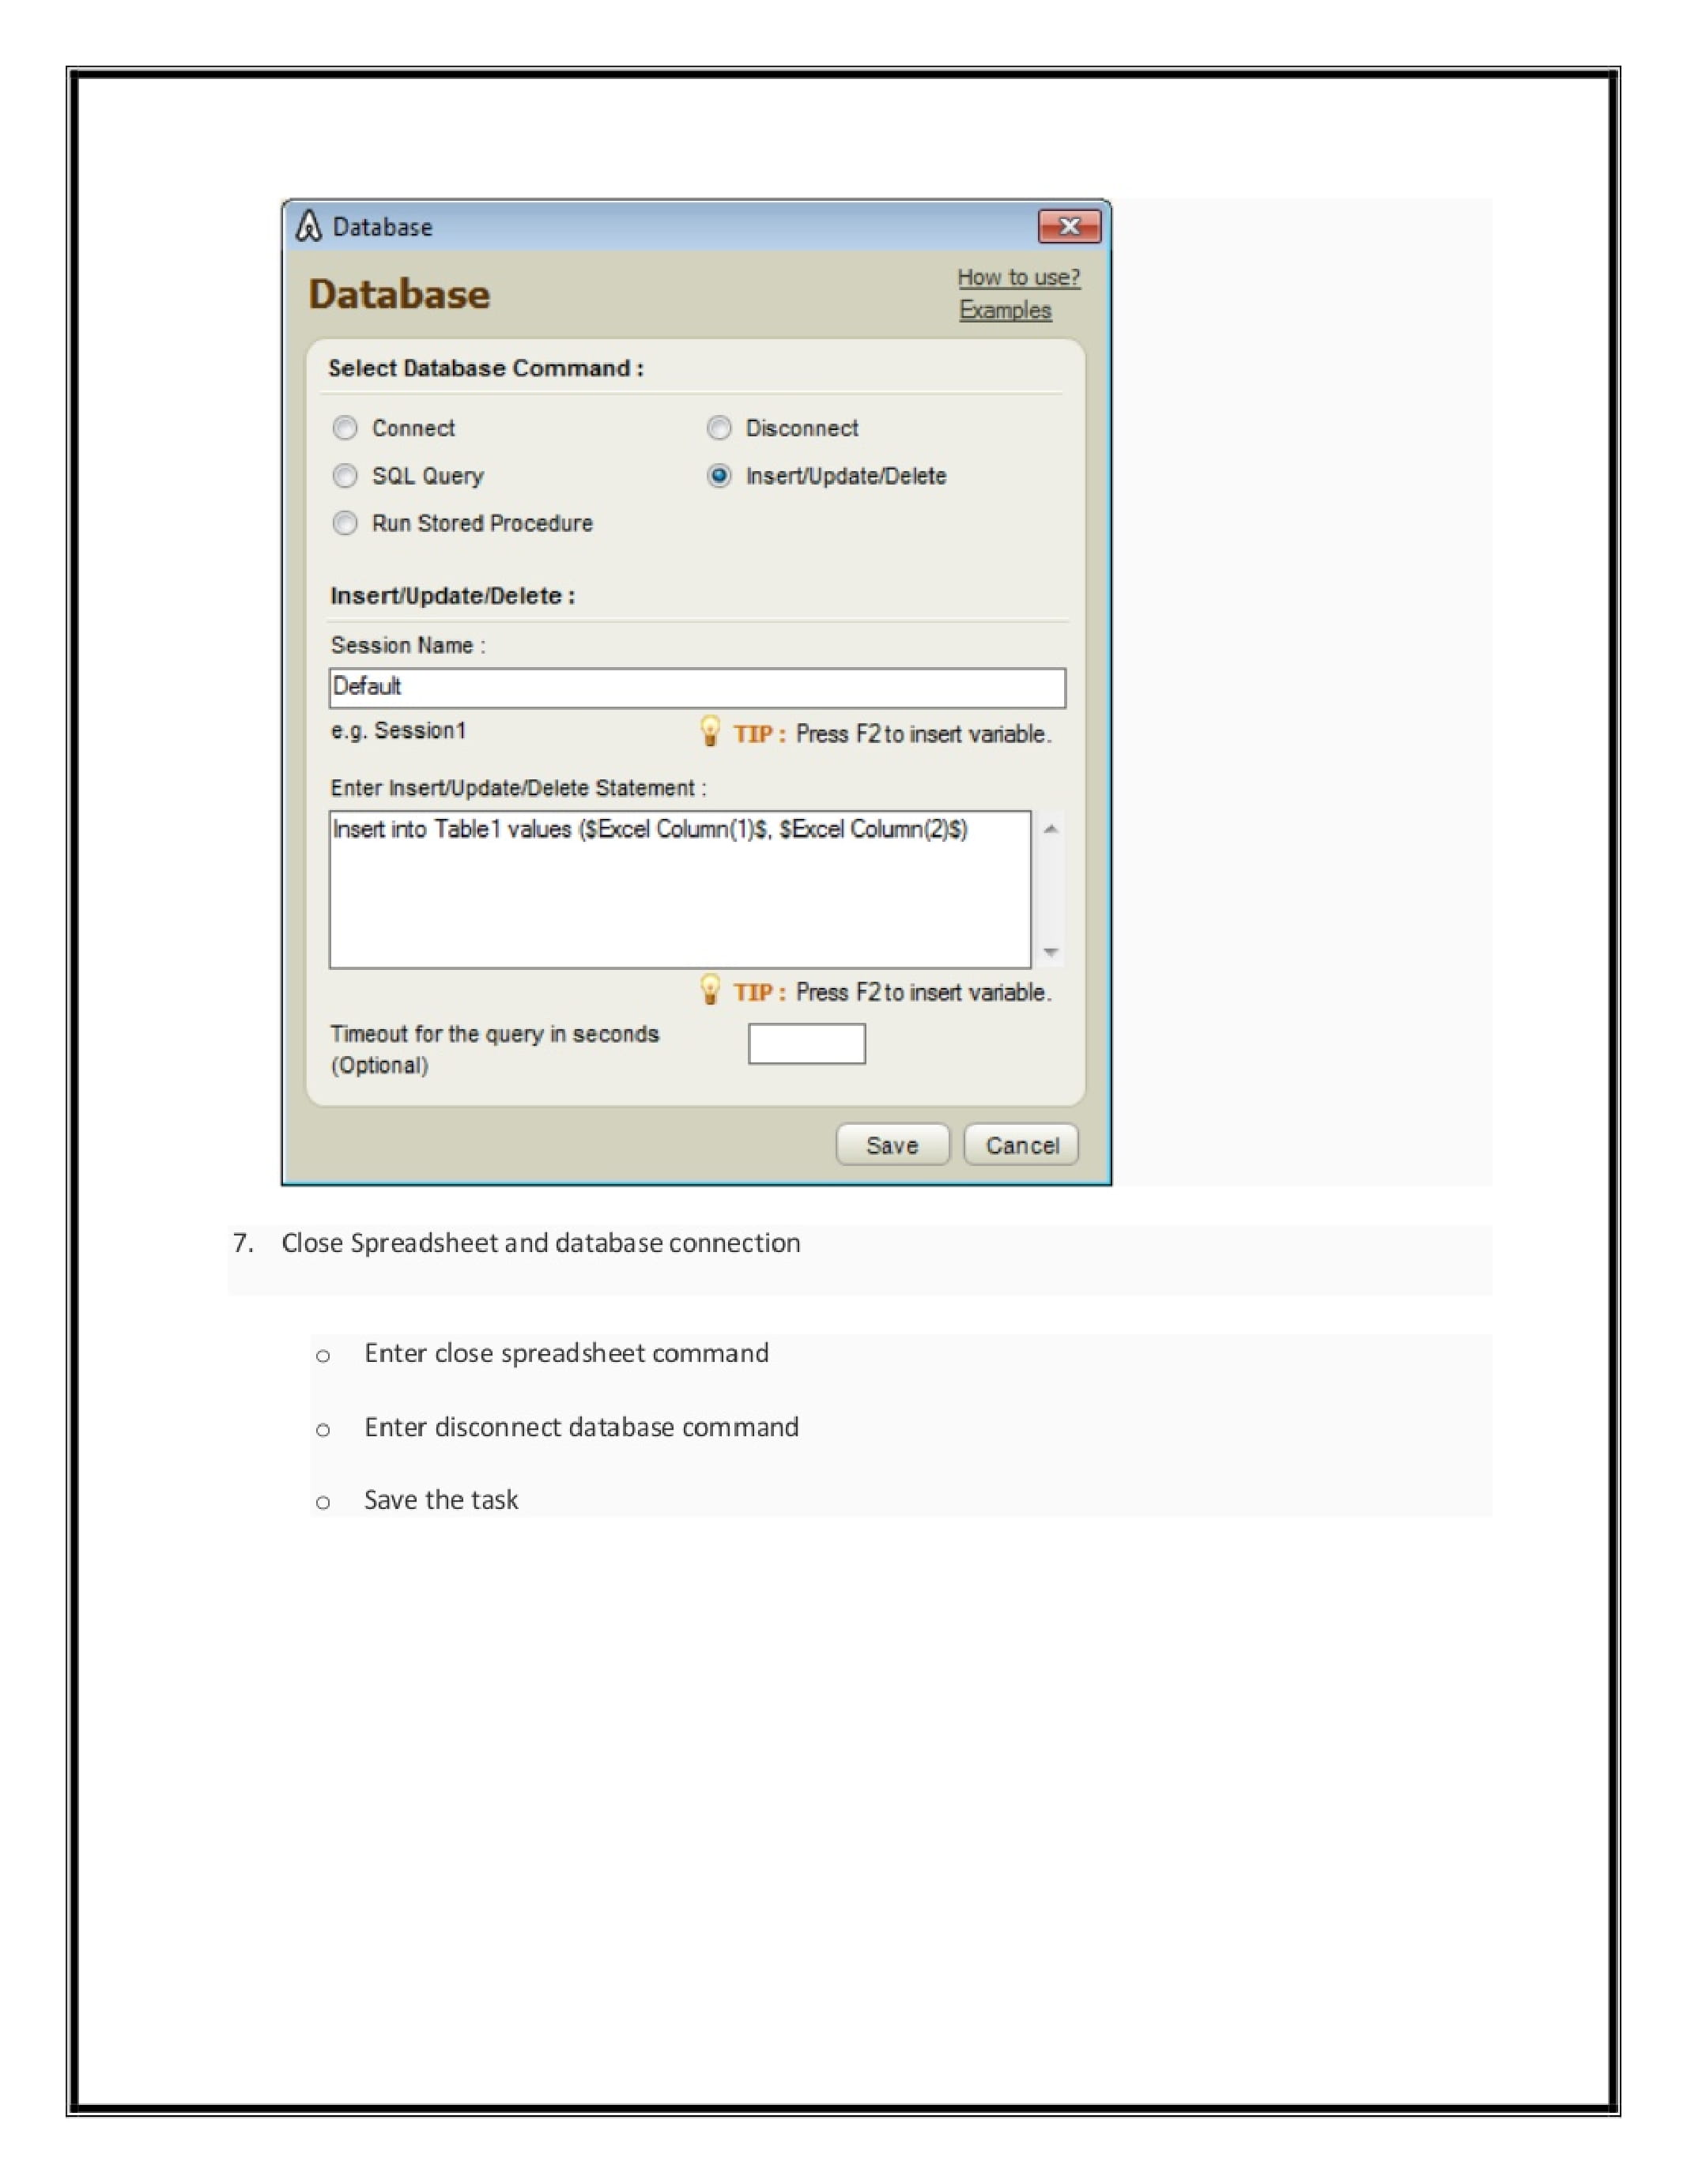 Database
Database
How to use?
Examples
Select Database Command :
Connect
Disconnect
SQL Query
Insert/Update/Delete
Run Stored Procedure
Insert/Update/Delete :
Session Name :
Default
e.g. Session1
TIP : Press F2 to insert variable.
Enter Insert/Update/Delete Statement :
Insert into Table1 values ($Excel Column(1)$, $Excel Column(2)$)
TIP : Press F2 to insert variable.
Timeout for the query in seconds
(Optional)
Save
Cancel
7. Close Spreadsheet and database connection
o Enter close spreadsheet command
o Enter disconnect database command
o Save the task